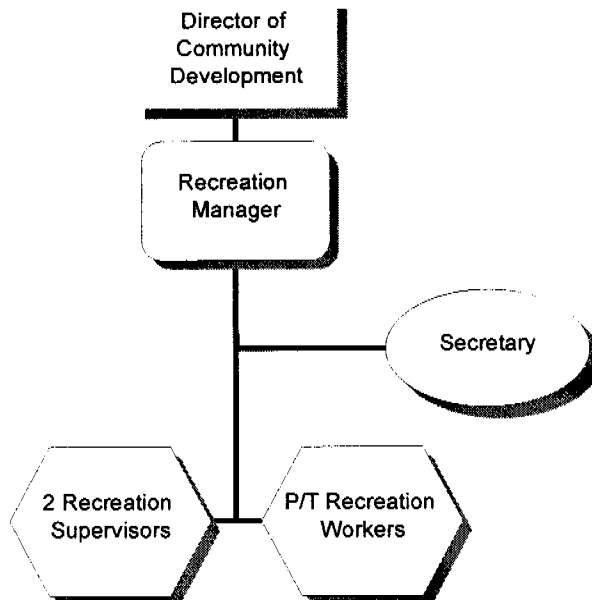 Director of
Community
Development
Recreation
Manager
Secretary
2 Recreation
Supervisors
P/T Recreation
Workers